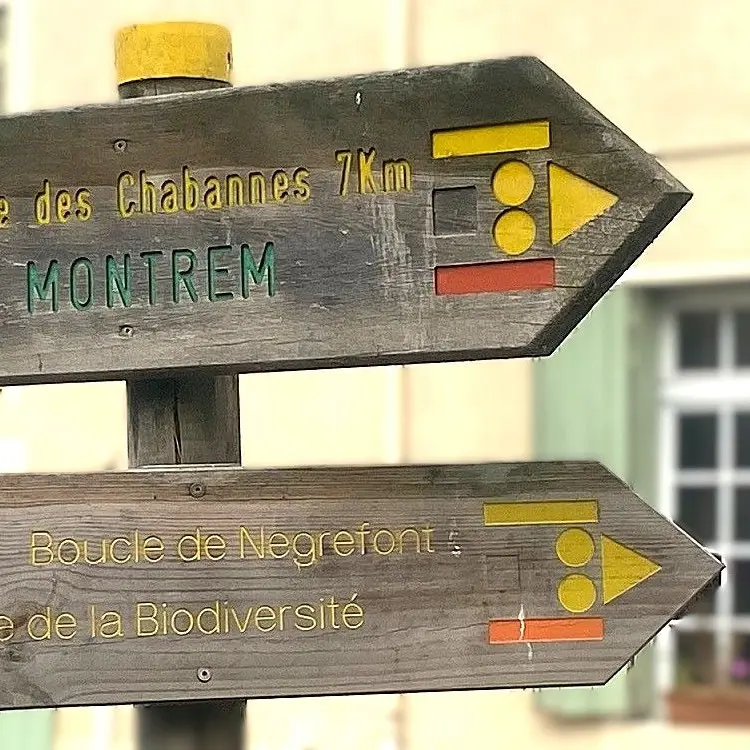 des Chabannes 7Km
MONTREM
Boucle de Negrefont
de la Biodiversité